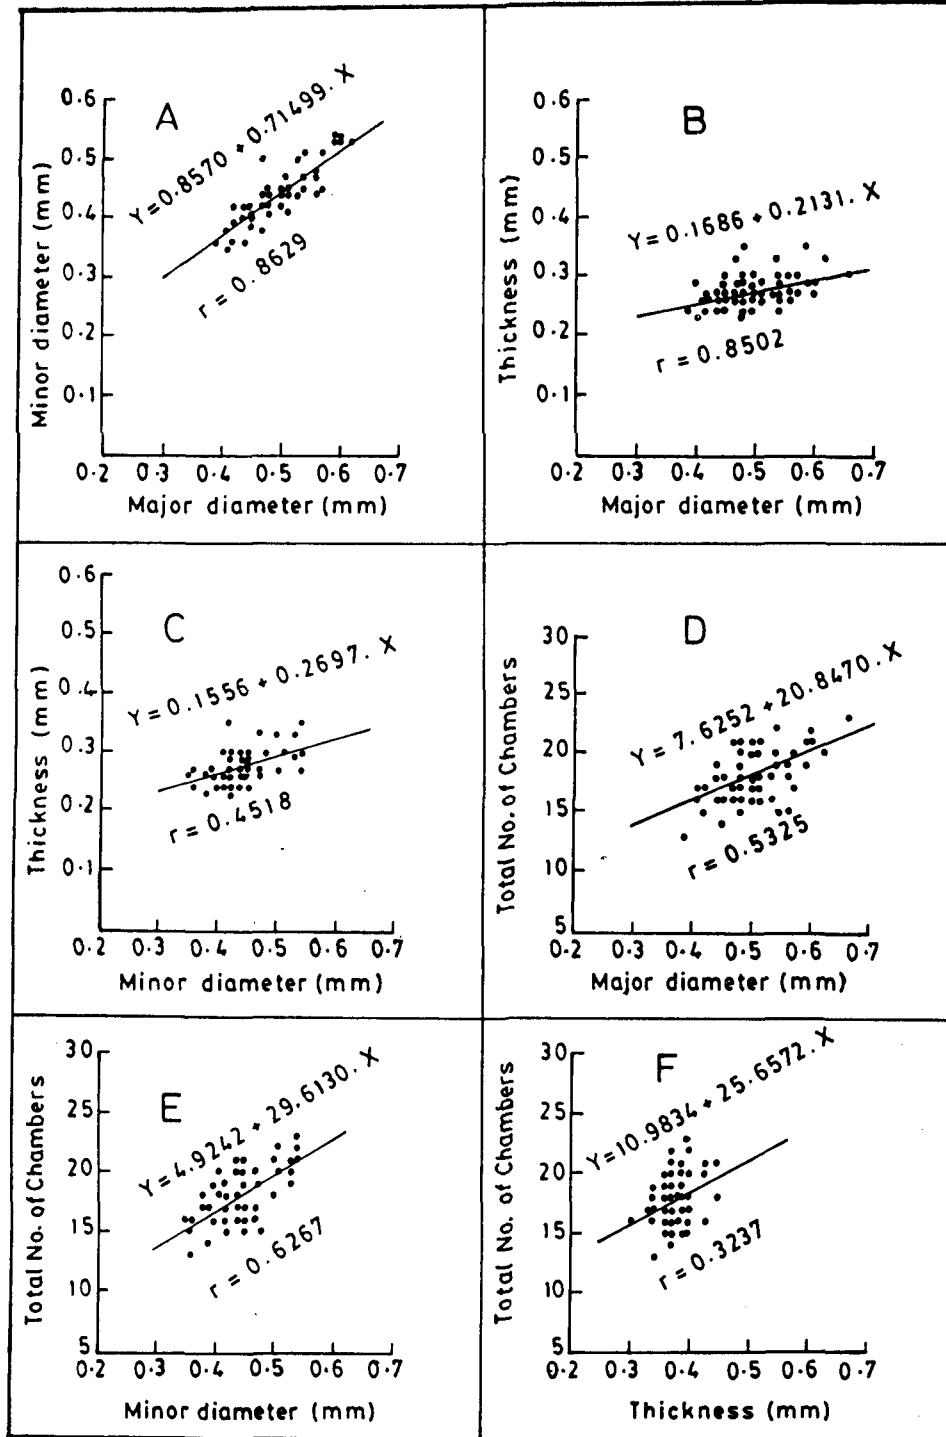 A
Y=0.8570 + 0.71499. X
r = 0.8629
Minor diameter (mm)
0.6
0.5
0.4
0.3
0.2
0.1
0.2 0.3 0.4 0.5 0.6 0.7
Major diameter (mm)
B
Y=0.1686 + 0.2131. X
r = 0.8502
Thickness (mm)
0.6
0.5
0.4
0.3
0.2
0.1
0.2 0.3 0.4 0.5 0.6 0.7
Major diameter (mm)
C
Y=0.1556 + 0.2697. X
r = 0.4518
Thickness (mm)
0.6
0.5
0.4
0.3
0.2
0.1
0.2 0.3 0.4 0.5 0.6 0.7
Minor diameter (mm)
D
Y= 7.6252 + 20.8470. X
r = 0.5325
Total No. of Chambers
30
25
20
15
10
5
0.2 0.3 0.4 0.5 0.6 0.7
Major diameter (mm)
E
Y= 4.9242 + 29.6130. X
r = 0.6267
Total No. of Chambers
30
25
20
15
10
5
0.2 0.3 0.4 0.5 0.6 0.7
Minor diameter (mm)
F
Y=10.9834 + 25.6572. X
r = 0.3237
Total No. of Chambers
30
25
20
15
10
5
0.2 0.3 0.4 0.5 0.6 0.7
Thickness (mm)